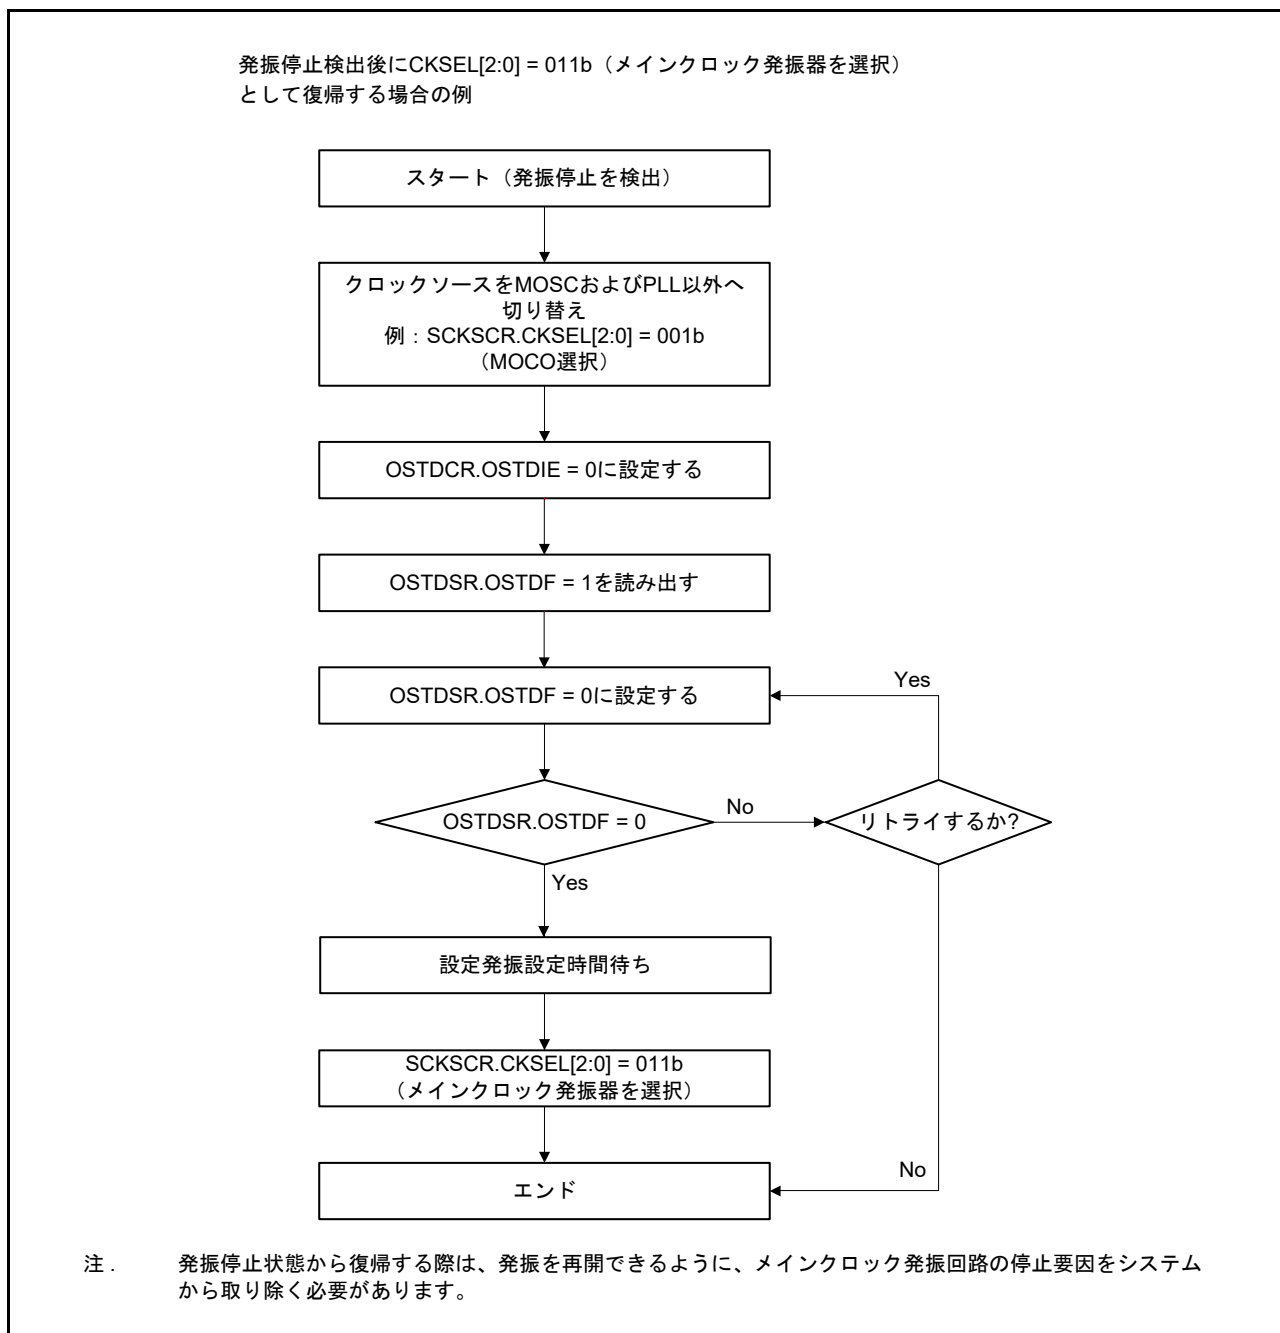 発振停止検出後にCKSEL[2:0] = 011b（メインクロック発振器を選択）
として復帰する場合の例
スタート（発振停止を検出）
クロックソースをMOSCおよびPLL以外へ
切り替え
例：SCKSCR.CKSEL[2:0] = 001b
（MOCO選択）
OSTDCR.OSTDIE = 0に設定する
OSTDSR.OSTDF = 1を読み出す
OSTDSR.OSTDF = 0に設定する
Yes
OSTDSR.OSTDF = 0
No
リトライするか?
Yes
設定発振設定時間待ち
SCKSCR.CKSEL[2:0] = 011b
（メインクロック発振器を選択）
No
エンド
注 . 発振停止状態から復帰する際は、発振を再開できるように、メインクロック発振回路の停止要因をシステム
から取り除く必要があります。